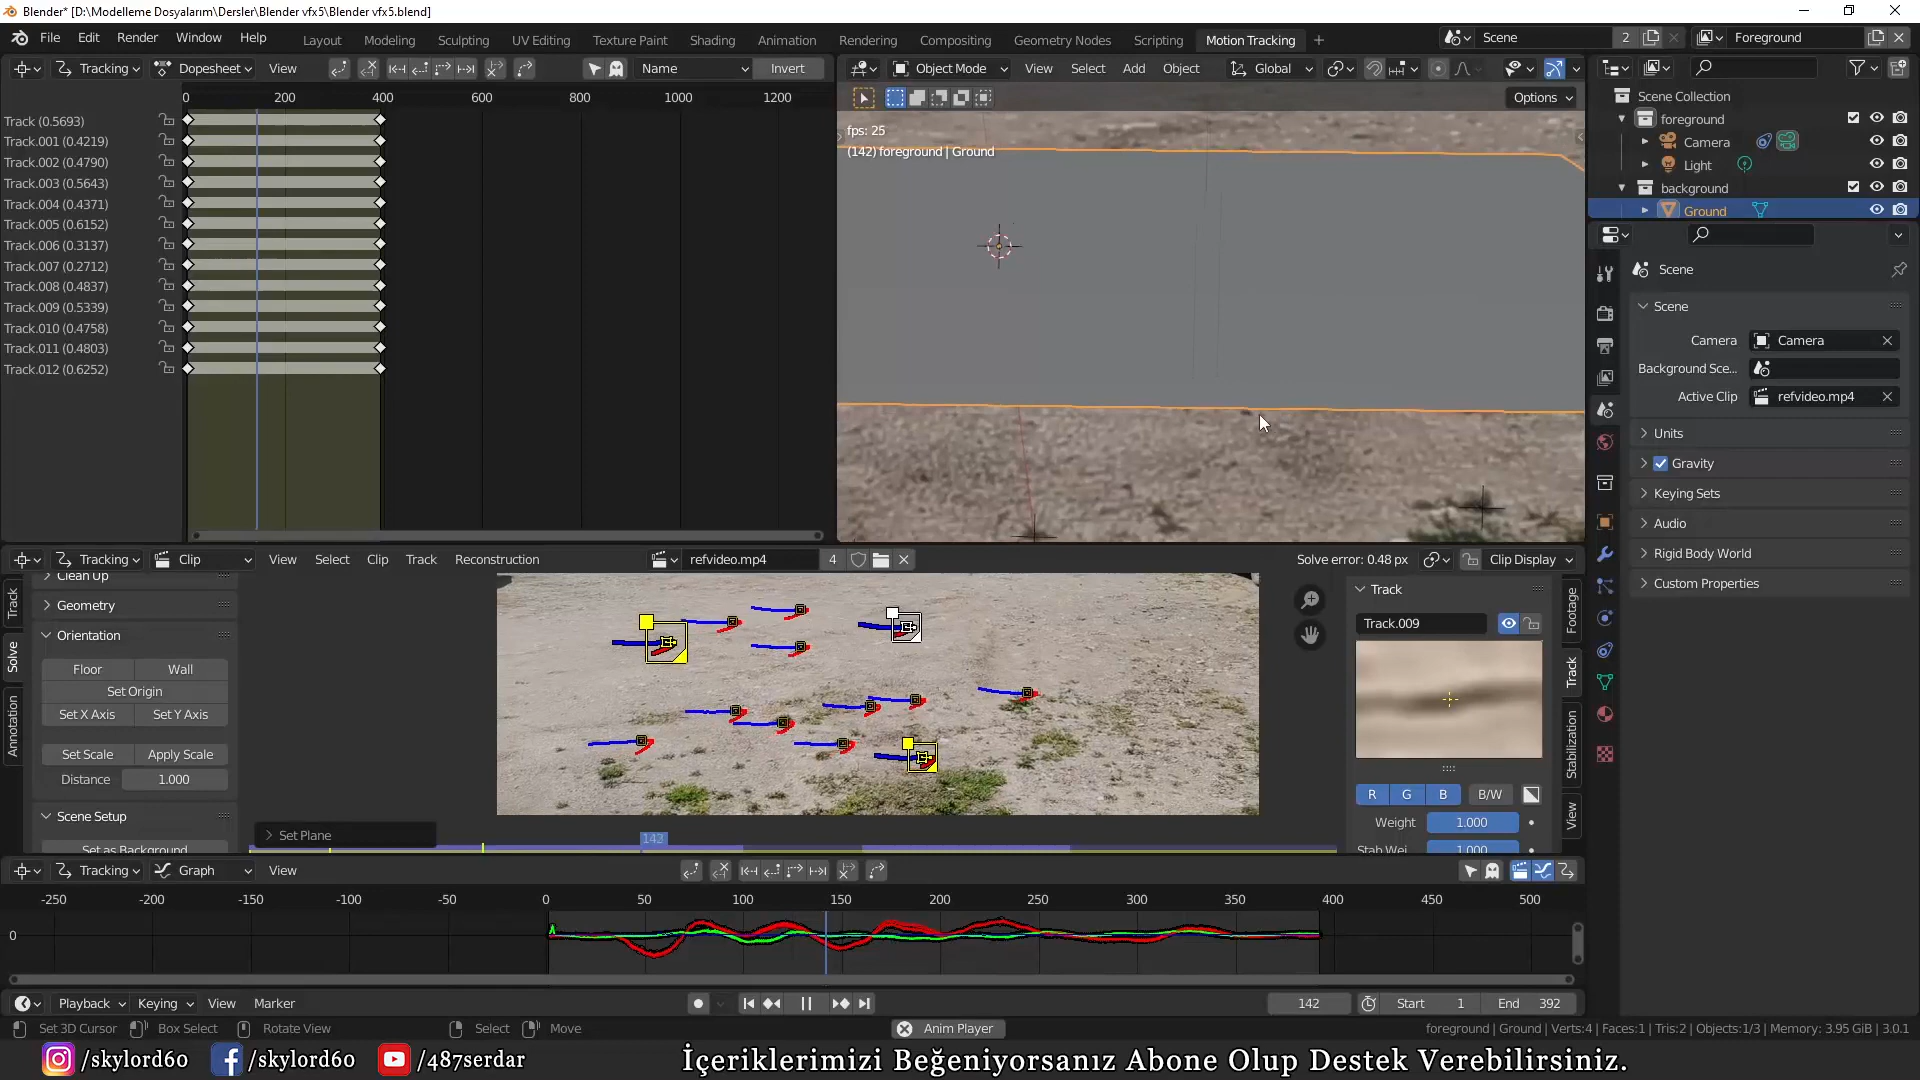 Blender* [D:\Modelleme Dosyalarım\Dersler\Blender vfx5\Blender vfx5.blend]
File Edit Render Window Help Layout Modeling Sculpting UV Editing Texture Paint Shading Animation Rendering Compositing Geometry Nodes Scripting Motion Tracking + Scene 2 Foreground
Tracking Dopesheet View Name Invert
0 200 400 600 800 1000 1200
Track (0.5693)
Track.001 (0.4219)
Track.002 (0.4790)
Track.003 (0.5643)
Track.004 (0.4371)
Track.005 (0.6152)
Track.006 (0.3137)
Track.007 (0.2712)
Track.008 (0.4837)
Track.009 (0.5339)
Track.010 (0.4758)
Track.011 (0.4803)
Track.012 (0.6252)
Object Mode View Select Add Object Global
Options
fps: 25
(142) foreground | Ground
Scene Collection
foreground
Camera
Light
background
Ground
Scene
Scene
Camera Camera
Background Sce...
Active Clip refvideo.mp4
Units
Gravity
Keying Sets
Audio
Rigid Body World
Custom Properties
Tracking Clip View Select Clip Track Reconstruction refvideo.mp4 4 Solve error: 0.48 px Clip Display
Track
Solve
Annotation
Clean Up
Geometry
Orientation
Floor Wall
Set Origin
Set X Axis Set Y Axis
Set Scale Apply Scale
Distance 1.000
Scene Setup
Set as Background
Set Plane
142
Track
Track.009
R G B B/W
Weight 1.000
Stab Wei... 1.000
Footage
Track
Stabilization
View
Tracking Graph View
-250 -200 -150 -100 -50 0 50 100 150 200 250 300 350 400 450 500
0
Playback Keying View Marker 142 Start 1 End 392
Set 3D Cursor Box Select Rotate View Select Move Anim Player foreground | Ground | Verts:4 | Faces:1 | Tris:2 | Objects:1/3 | Memory: 3.95 GiB | 3.0.1
/skylord60 /skylord60 /487serdar İçeriklerimizi Beğeniyorsanız Abone Olup Destek Verebilirsiniz.